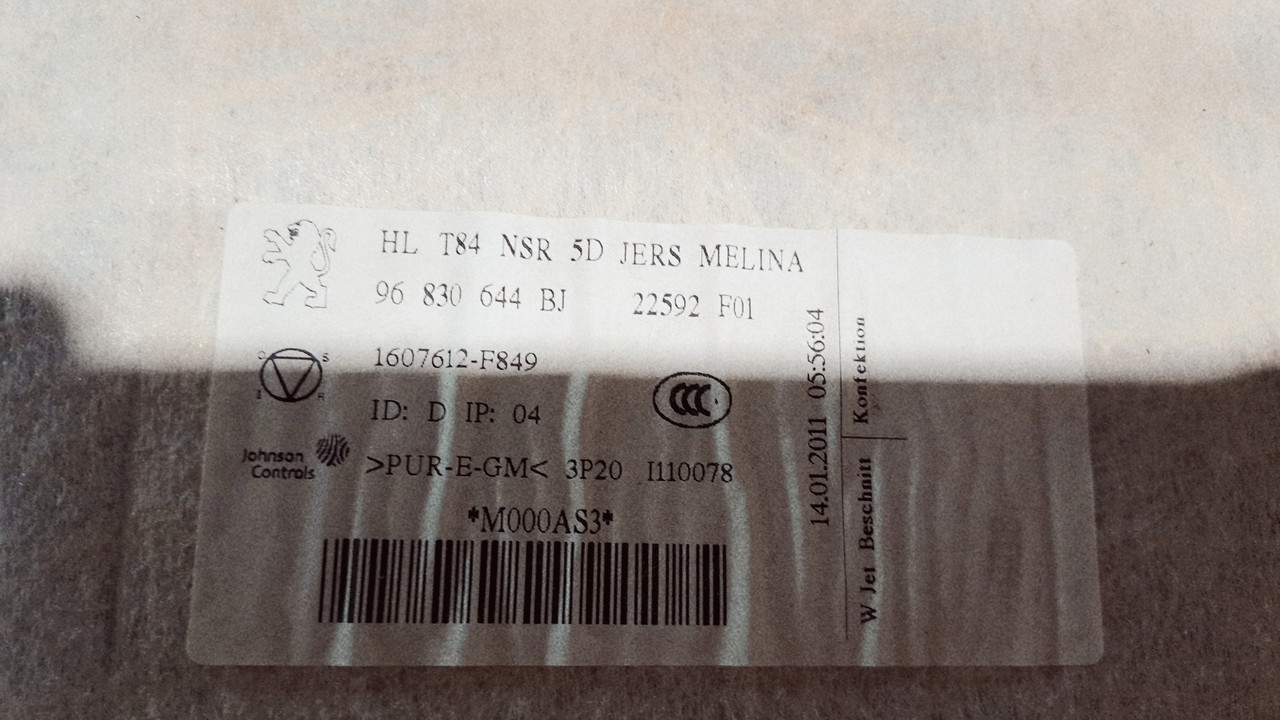 HL T84 NSR 5D JERS MELINA
96 830 644 BJ 22592 F01
1607612-F849
ID: D IP: 04
Johnson Controls
>PUR-E-GM< 3P20 I110078
*M000AS3*
14.01.2011 05:56:04
W Jet Beschnitt Konfektion